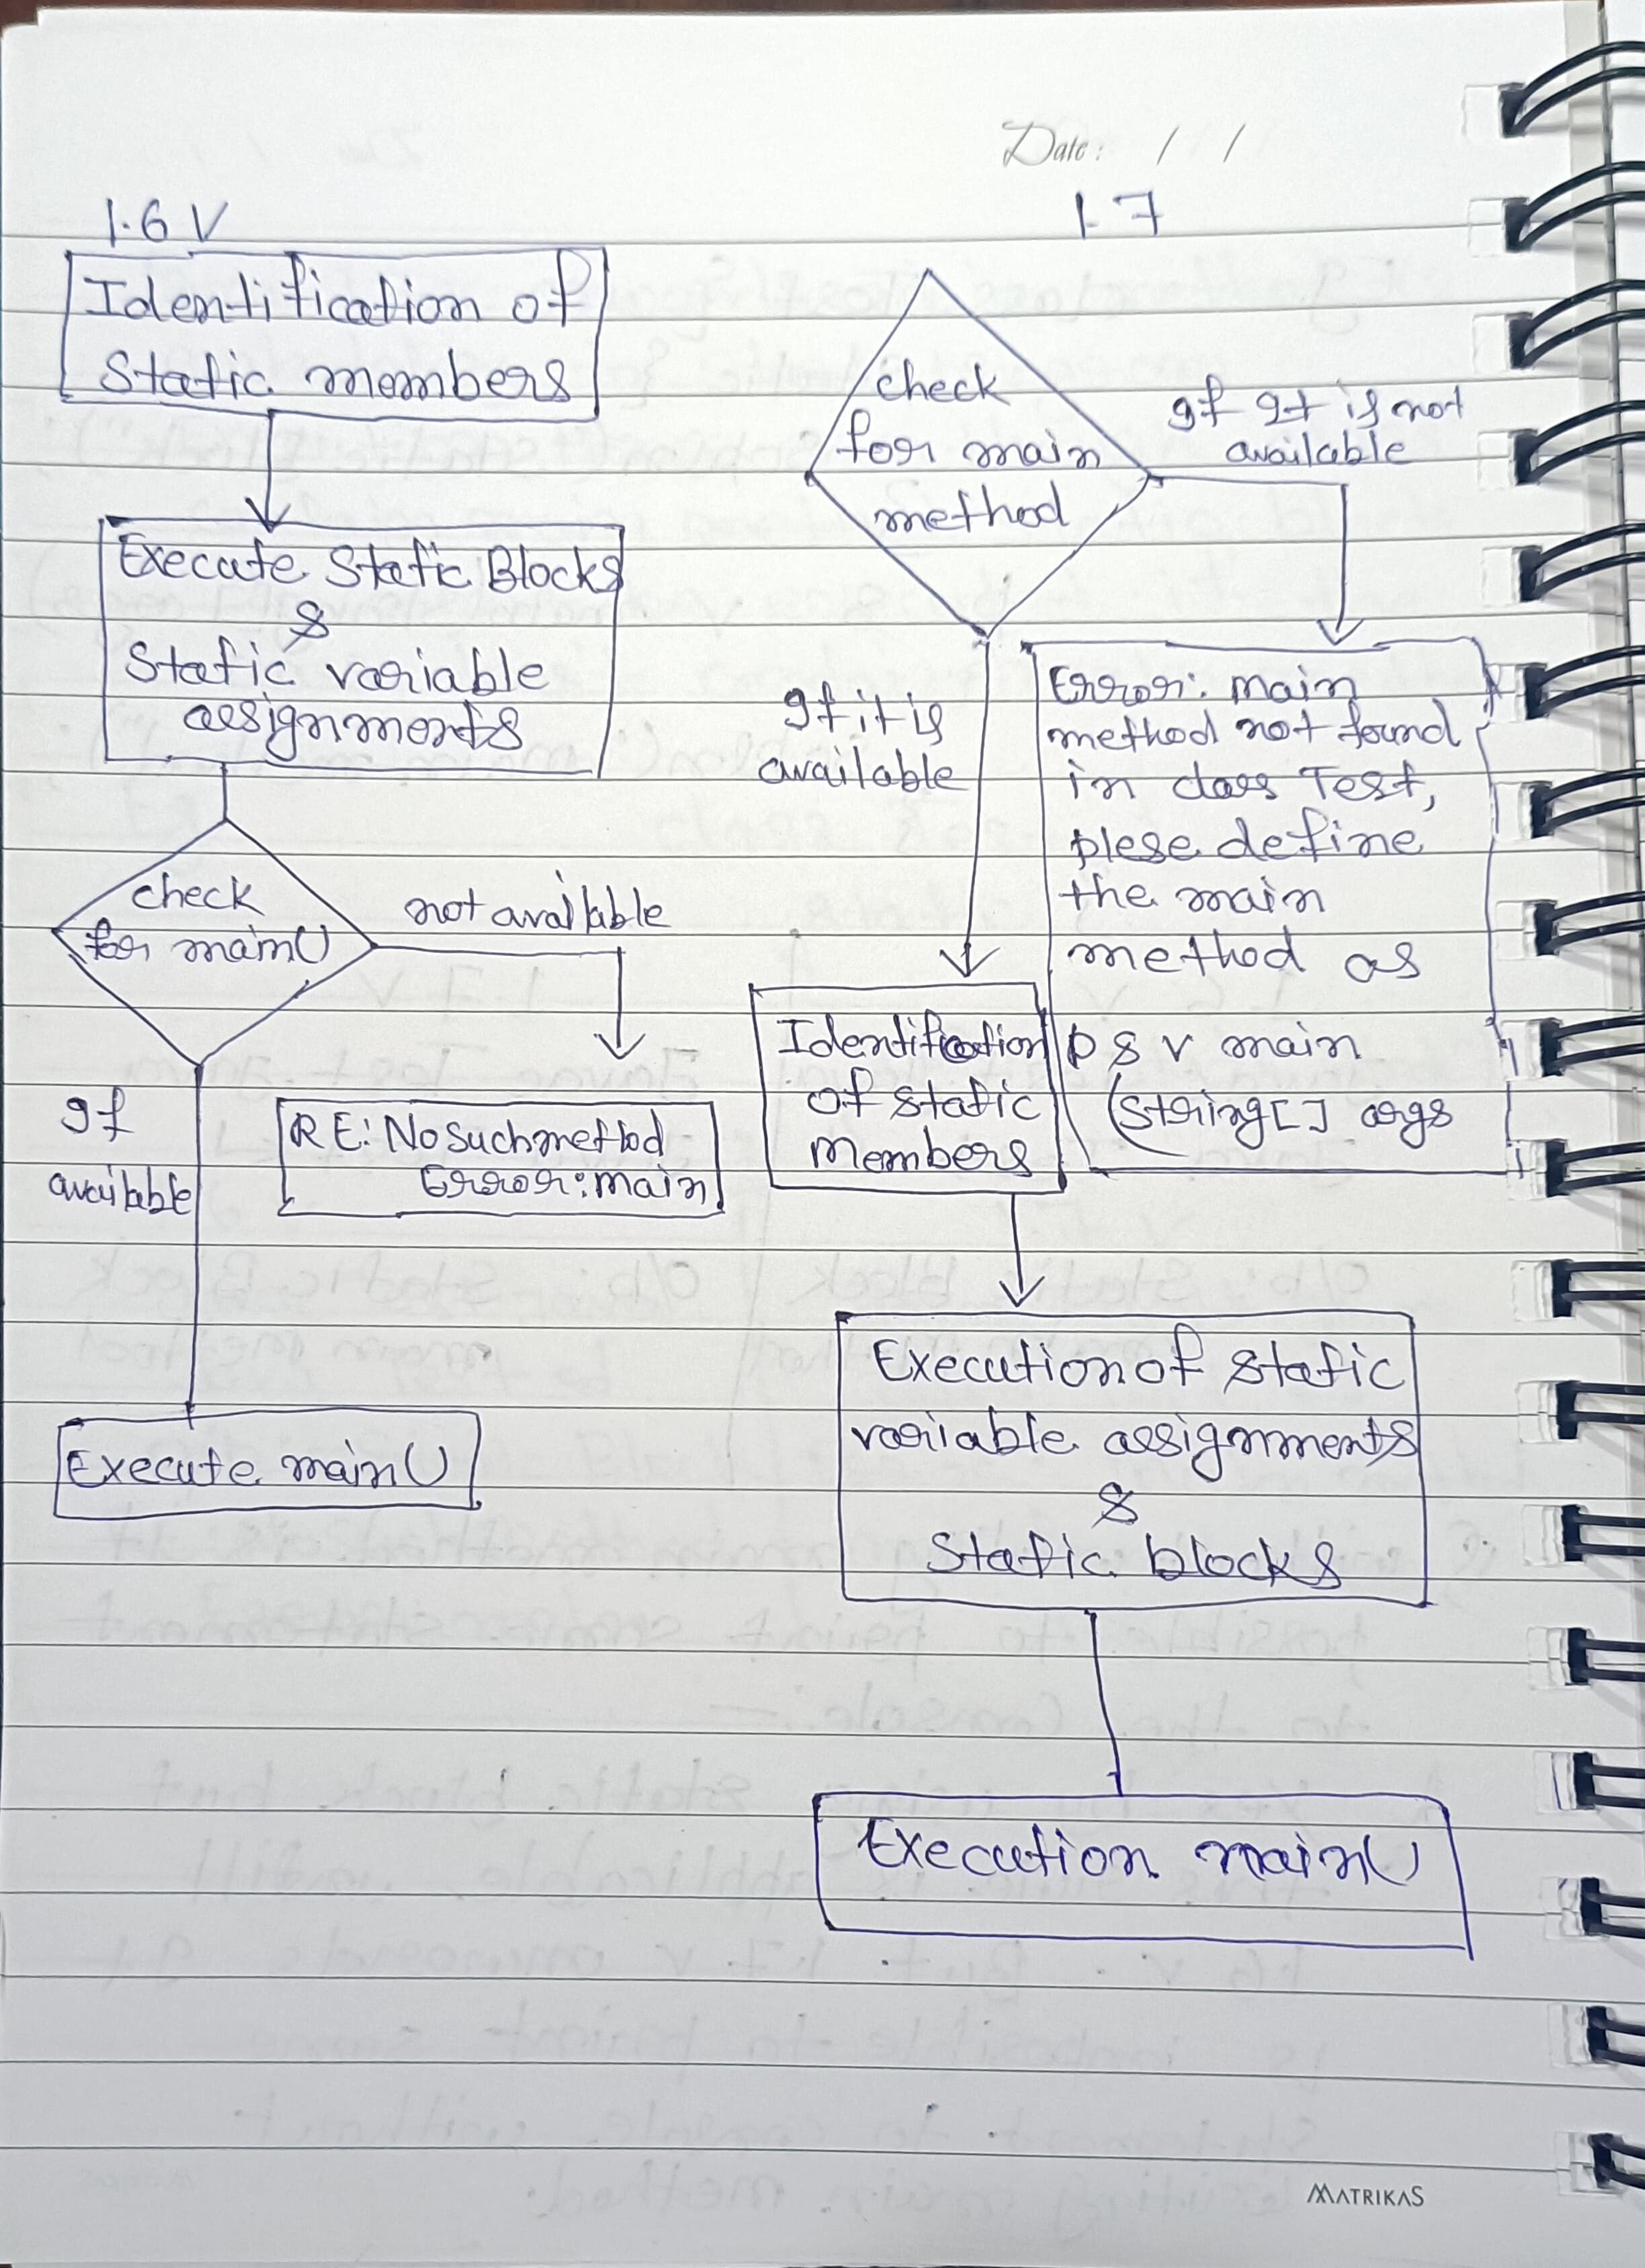 Date: / /
1.6 V
Identification of
Static members
Execute Static Blocks
&
Static variable
assignments
check
for main()
not available
If
available
RE: NoSuchmethod
Error: main
Execute main()
1.7
check
for main
method
If It is not
available
If it is
available
Error: main
method not found
in class Test,
plese define
the main
method as
p s v main
(String[] args
Identification
of static
members
Execution of static
variable assignments
&
Static blocks
Execution main()
MATRIKAS